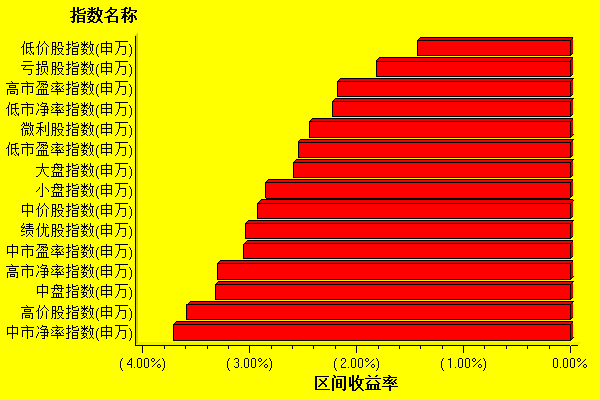 指数名称
低价股指数(申万)
亏损股指数(申万)
高市盈率指数(申万)
低市净率指数(申万)
微利股指数(申万)
低市盈率指数(申万)
大盘指数(申万)
小盘指数(申万)
中价股指数(申万)
绩优股指数(申万)
中市盈率指数(申万)
高市净率指数(申万)
中盘指数(申万)
高价股指数(申万)
中市净率指数(申万)
(4.00%) (3.00%) (2.00%) (1.00%) 0.00%
区间收益率